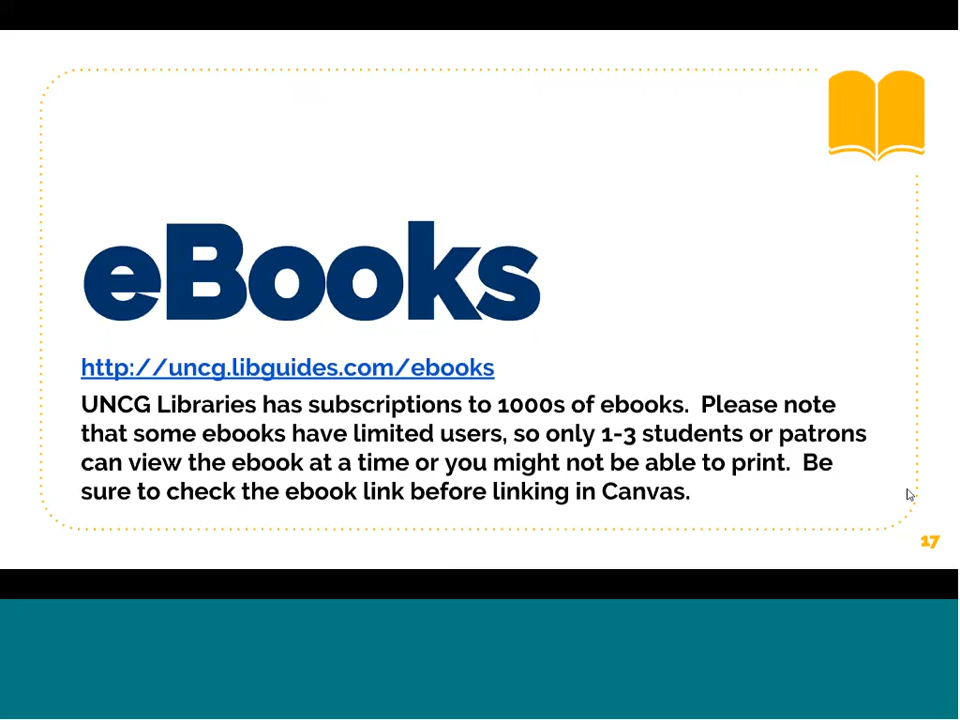 eBooks
http://uncg.libguides.com/ebooks
UNCG Libraries has subscriptions to 1000s of ebooks.  Please note
that some ebooks have limited users, so only 1-3 students or patrons
can view the ebook at a time or you might not be able to print.  Be
sure to check the ebook link before linking in Canvas.
17